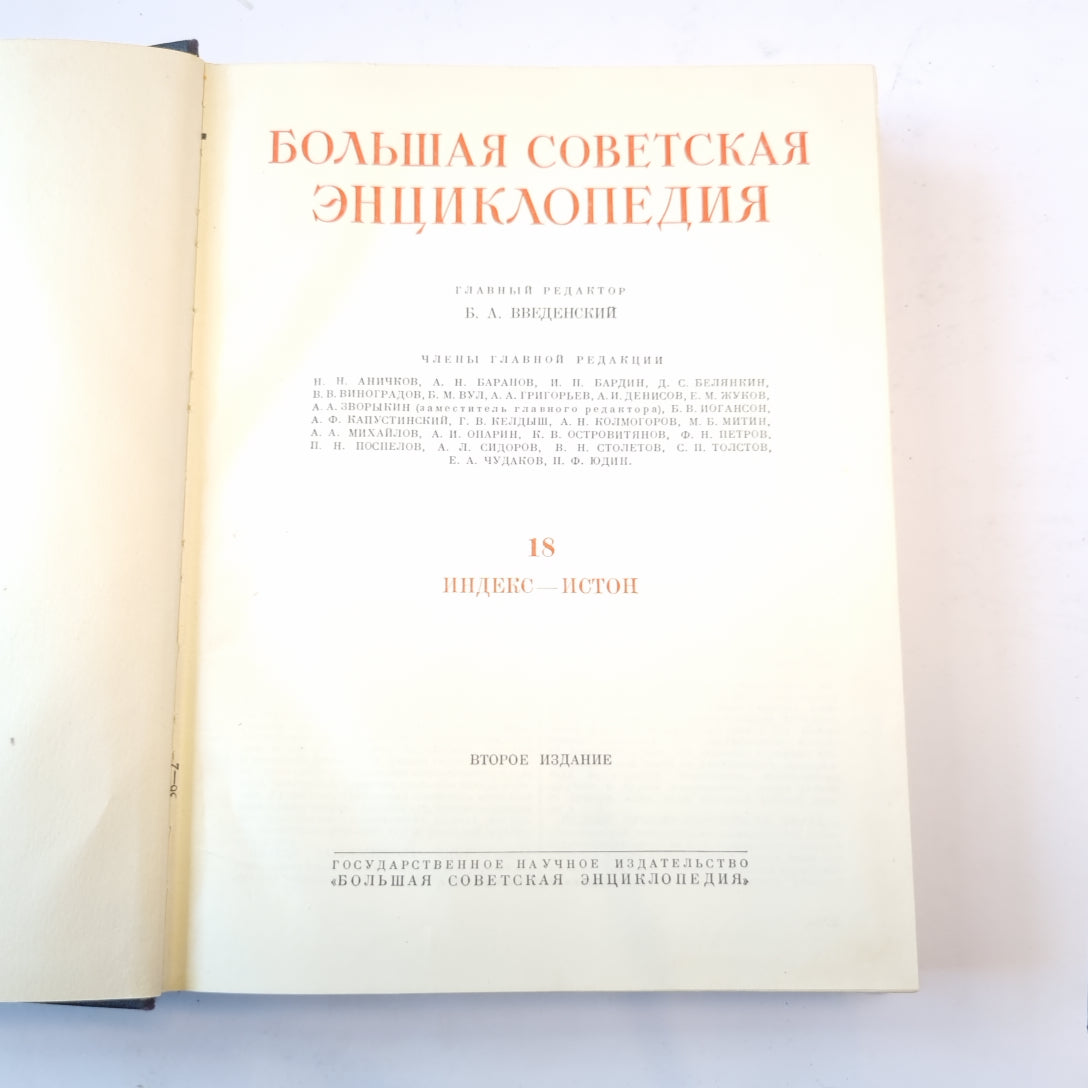 БОЛЬШАЯ СОВЕТСКАЯ
ЭНЦИКЛОПЕДИЯ
ГЛАВНЫЙ РЕДАКТОР
Б. А. ВВЕДЕНСКИЙ
ЧЛЕНЫ ГЛАВНОЙ РЕДАКЦИИ
Н. Н. АНИЧКОВ, А. Н. БАРАНОВ, И. П. БАРДИН, Д. С. БЕЛЯНКИН,
В. В. ВИНОГРАДОВ, Б. М. ВУЛ, А. А. ГРИГОРЬЕВ, А. И. ДЕНИСОВ, Е. М. ЖУКОВ,
А. А. ЗВОРЫКИН (заместитель главного редактора), Б. В. ИОГАНСОН,
А. Ф. КАПУСТИНСКИЙ, Г. В. КЕЛДЫШ, А. Н. КОЛМОГОРОВ, М. Б. МИТИН,
А. А. МИХАЙЛОВ, А. И. ОПАРИН, К. В. ОСТРОВИТЯНОВ, Ф. Н. ПЕТРОВ,
П. Н. ПОСПЕЛОВ, А. Л. СИДОРОВ, В. Н. СТОЛЕТОВ, С. П. ТОЛСТОВ,
Е. А. ЧУДАКОВ, П. Ф. ЮДИН.
18
ИНДЕКС — ИСТОН
ВТОРОЕ ИЗДАНИЕ
ГОСУДАРСТВЕННОЕ НАУЧНОЕ ИЗДАТЕЛЬСТВО
«БОЛЬШАЯ СОВЕТСКАЯ ЭНЦИКЛОПЕДИЯ»